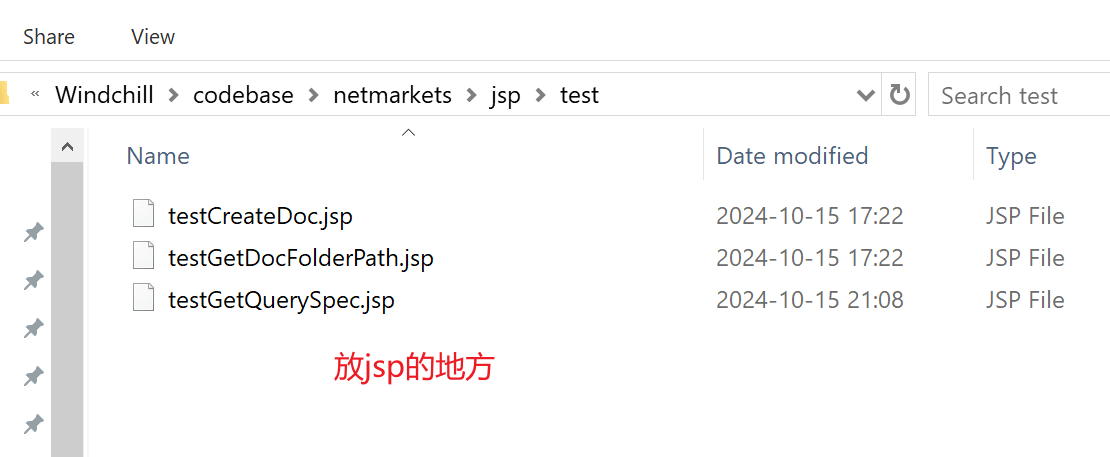 Share View
« Windchill > codebase > netmarkets > jsp > test Search test
Name Date modified Type
testCreateDoc.jsp 2024-10-15 17:22 JSP File
testGetDocFolderPath.jsp 2024-10-15 17:22 JSP File
testGetQuerySpec.jsp 2024-10-15 21:08 JSP File
放jsp的地方